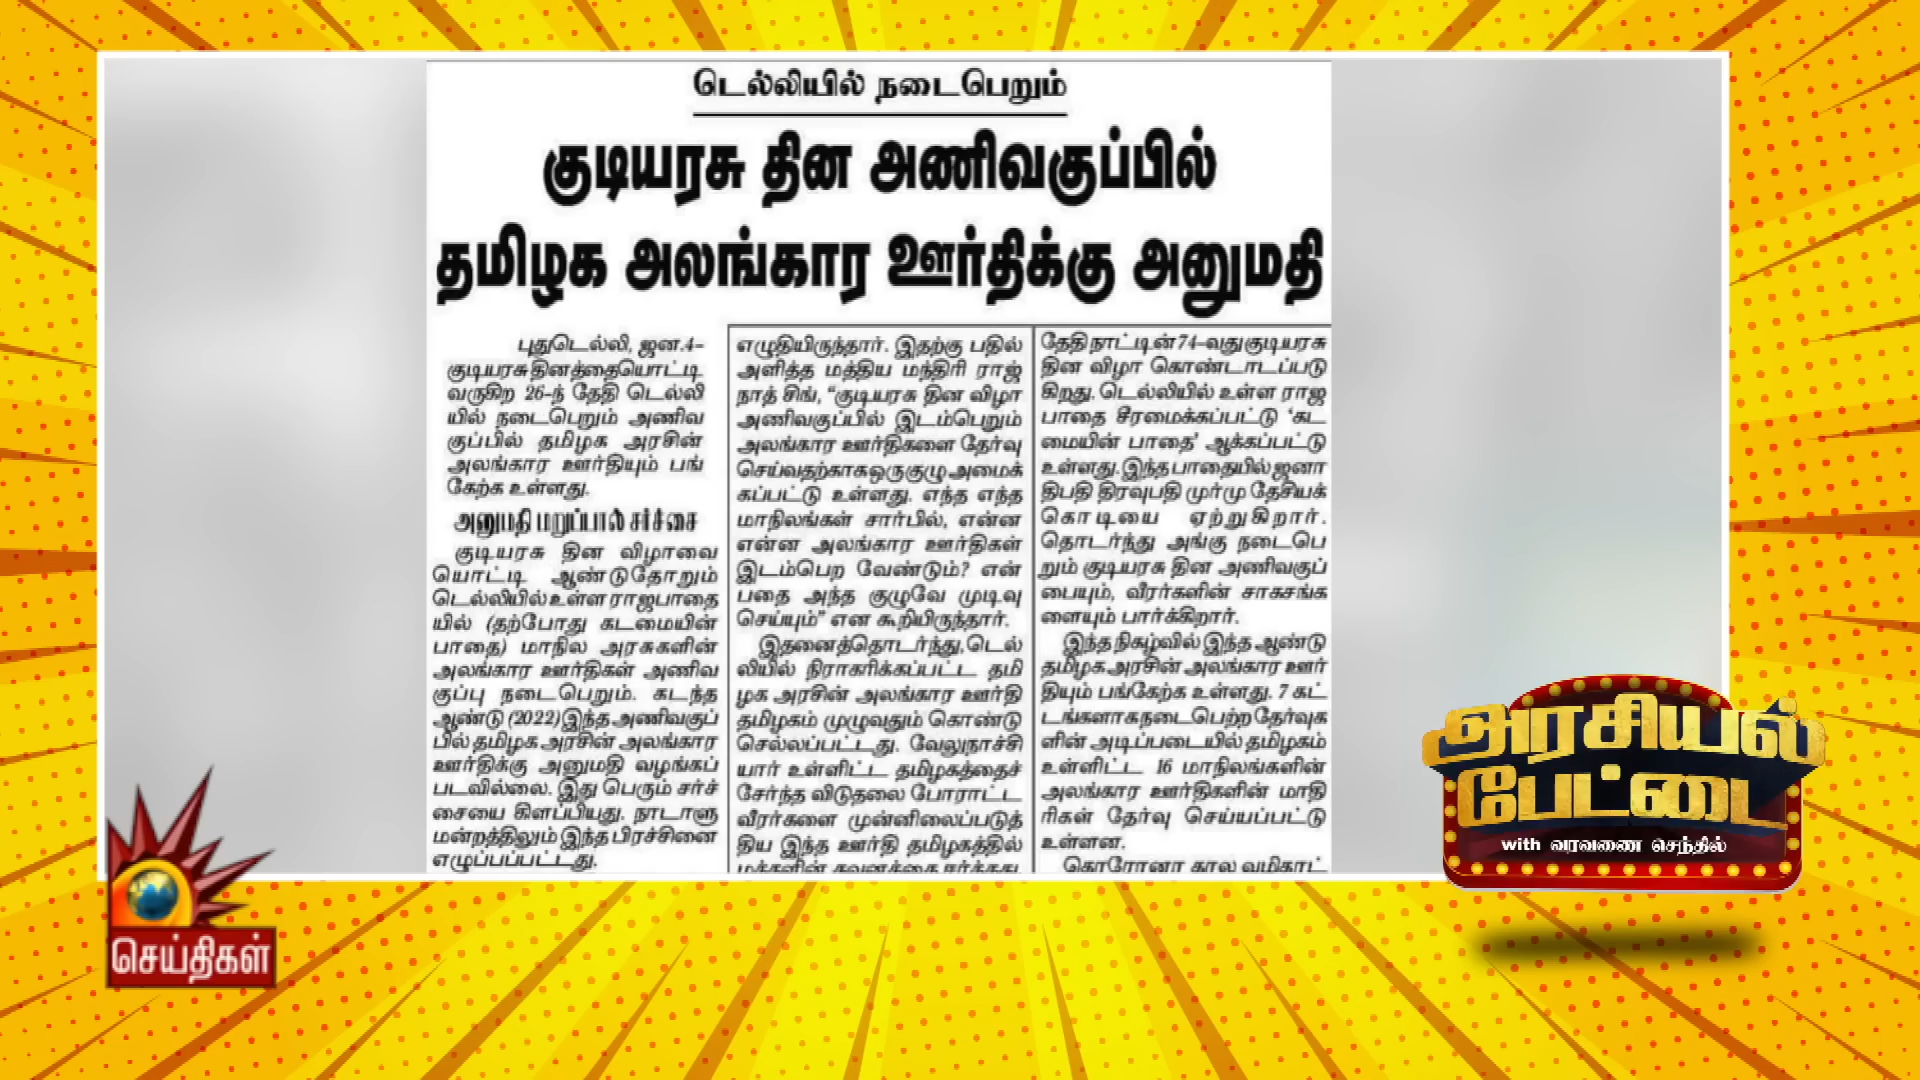 டெல்லியில் நடைபெறும்
குடியரசு தின அணிவகுப்பில்
தமிழக அலங்கார ஊர்திக்கு அனுமதி
புதுடெல்லி, ஜன.4-
குடியரசு தினத்தையொட்டி
வருகிற 26-ந் தேதி டெல்லி
யில் நடைபெறும் அணிவ
குப்பில் தமிழக அரசின்
அலங்கார ஊர்தியும் பங்
கேற்க உள்ளது.
அனுமதி மறுப்பால் சர்ச்சை
குடியரசு தின விழாவை
யொட்டி ஆண்டுதோறும்
டெல்லியில் உள்ள ராஜபாதை
யில் (தற்போது கடமையின்
பாதை) மாநில அரசுகளின்
அலங்கார ஊர்திகள் அணிவ
குப்பு நடைபெறும். கடந்த
ஆண்டு (2022) இந்த அணிவகுப்
பில் தமிழக அரசின் அலங்கார
ஊர்திக்கு அனுமதி வழங்கப்
படவில்லை. இது பெரும் சர்ச்
சையை கிளப்பியது. நாடாளு
மன்றத்திலும் இந்த பிரச்சினை
எழுப்பப்பட்டது.
எழுதியிருந்தார். இதற்கு பதில்
அளித்த மத்திய மந்திரி ராஜ்
நாத் சிங், "குடியரசு தின விழா
அணிவகுப்பில் இடம்பெறும்
அலங்கார ஊர்திகளை தேர்வு
செய்வதற்காக ஒரு குழு அமைக்
கப்பட்டு உள்ளது. எந்த எந்த
மாநிலங்கள் சார்பில், என்ன
என்ன அலங்கார ஊர்திகள்
இடம்பெற வேண்டும்? என்
பதை அந்த குழுவே முடிவு
செய்யும்" என கூறியிருந்தார்.
இதனைத்தொடர்ந்து, டெல்
லியில் நிராகரிக்கப்பட்ட தமி
ழக அரசின் அலங்கார ஊர்தி
தமிழகம் முழுவதும் கொண்டு
செல்லப்பட்டது. வேலுநாச்சி
யார் உள்ளிட்ட தமிழகத்தைச்
சேர்ந்த விடுதலை போராட்ட
வீரர்களை முன்னிலைப்படுத்
திய இந்த ஊர்தி தமிழகத்தில்
மக்களின் கவனத்தை ஈர்த்தது.
தேதி நாட்டின் 74-வது குடியரசு
தின விழா கொண்டாடப்படு
கிறது. டெல்லியில் உள்ள ராஜ
பாதை சீரமைக்கப்பட்டு 'கட
மையின் பாதை' ஆக்கப்பட்டு
உள்ளது. இந்த பாதையில் ஜனா
திபதி திரவுபதி முர்மு தேசியக்
கொடியை ஏற்றுகிறார்.
தொடர்ந்து அங்கு நடைபெ
றும் குடியரசு தின அணிவகுப்
பையும், வீரர்களின் சாகசங்க
ளையும் பார்க்கிறார்.
இந்த நிகழ்வில் இந்த ஆண்டு
தமிழக அரசின் அலங்கார ஊர்
தியும் பங்கேற்க உள்ளது. 7 கட்
டங்களாக நடைபெற்ற தேர்வுக
ளின் அடிப்படையில் தமிழகம்
உள்ளிட்ட 16 மாநிலங்களின்
அலங்கார ஊர்திகளின் மாதி
ரிகள் தேர்வு செய்யப்பட்டு
உள்ளன.
கொரோனா கால வழிகாட்
அரசியல்
பேட்டை
with வரவணை செந்தில்
செய்திகள்